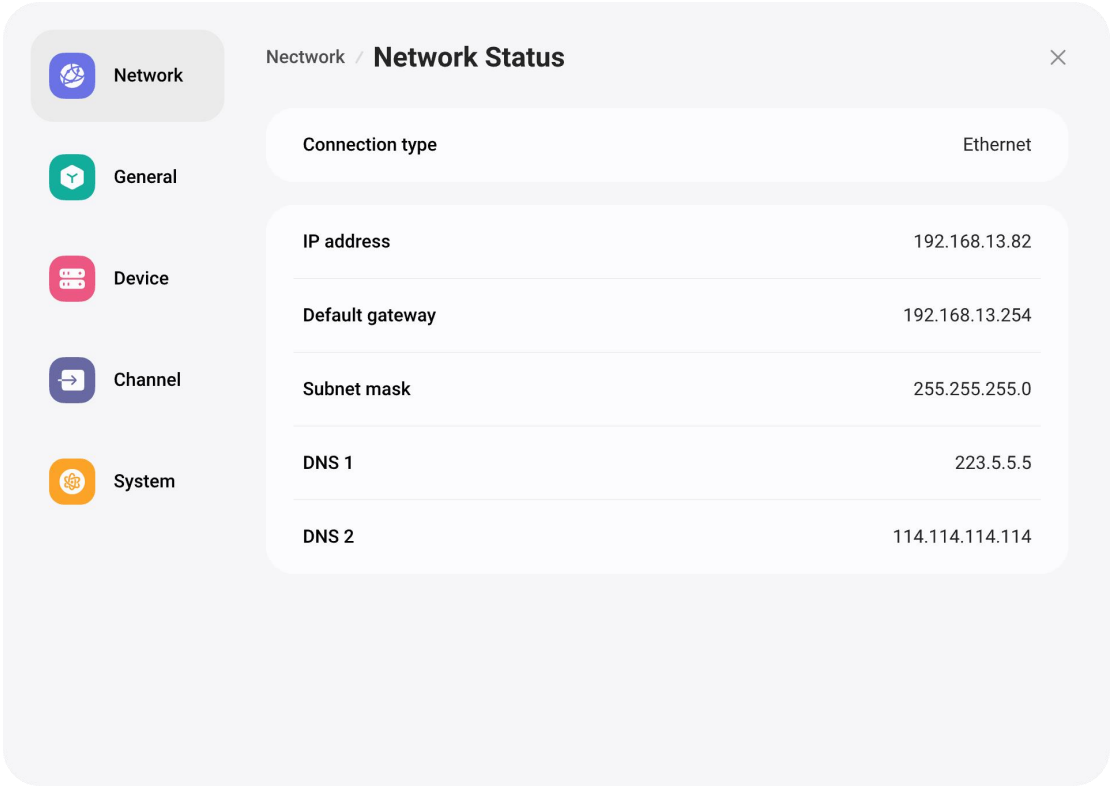 Network
General
Device
Channel
System
Nectwork / Network Status
Connection type Ethernet
IP address 192.168.13.82
Default gateway 192.168.13.254
Subnet mask 255.255.255.0
DNS 1 223.5.5.5
DNS 2 114.114.114.114